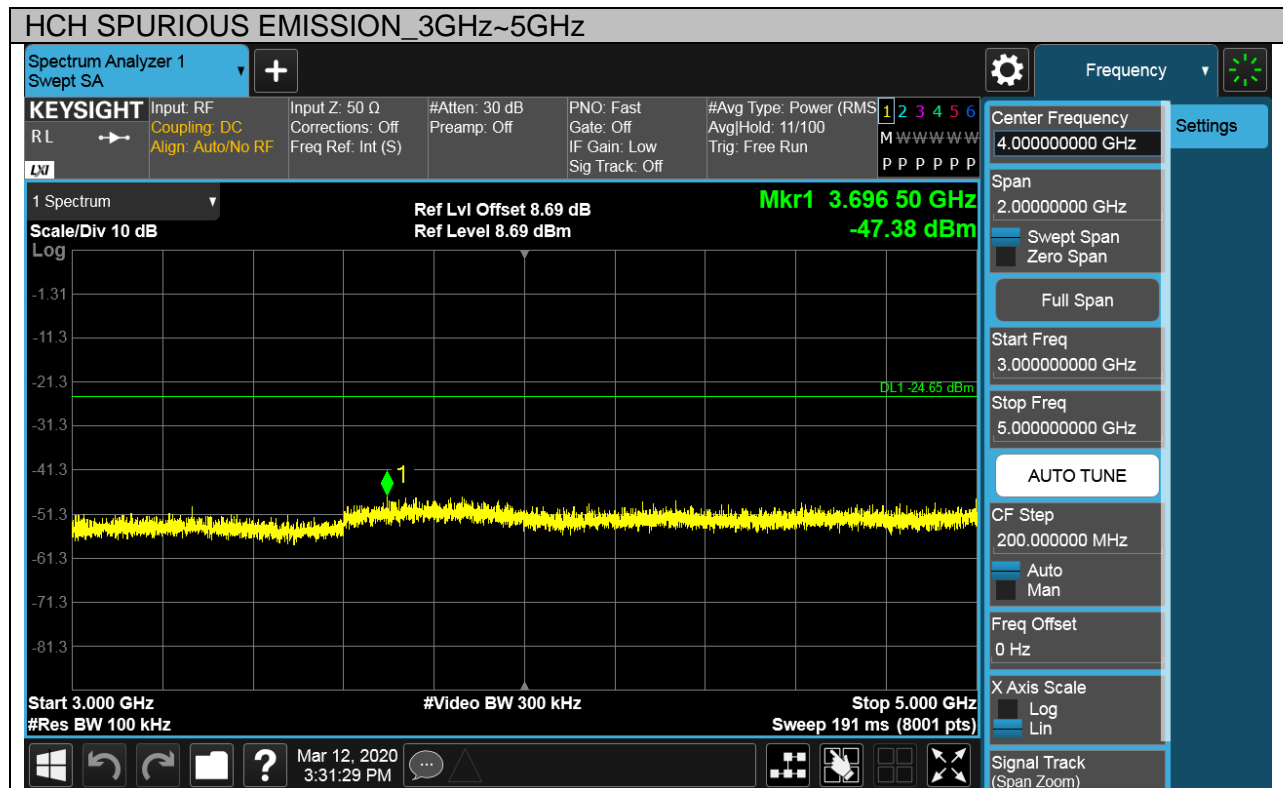 HCH SPURIOUS EMISSION_3GHz~5GHz
Spectrum Analyzer 1
Swept SA
+
Frequency
KEYSIGHT
RL
LXI
Input: RF
Coupling: DC
Align: Auto/No RF
Input Z: 50 Ω
Corrections: Off
Freq Ref: Int (S)
#Atten: 30 dB
Preamp: Off
PNO: Fast
Gate: Off
IF Gain: Low
Sig Track: Off
#Avg Type: Power (RMS
Avg|Hold: 11/100
Trig: Free Run
1 2 3 4 5 6
M W W W W W
P P P P P P
1 Spectrum
Scale/Div 10 dB
Ref Lvl Offset 8.69 dB
Ref Level 8.69 dBm
Mkr1 3.696 50 GHz
-47.38 dBm
Log
-1.31
-11.3
-21.3
DL1 -24.65 dBm
-31.3
-41.3
1
-51.3
-61.3
-71.3
-81.3
Start 3.000 GHz
#Res BW 100 kHz
#Video BW 300 kHz
Stop 5.000 GHz
Sweep 191 ms (8001 pts)
Center Frequency
4.000000000 GHz
Span
2.00000000 GHz
Swept Span
Zero Span
Full Span
Start Freq
3.000000000 GHz
Stop Freq
5.000000000 GHz
AUTO TUNE
CF Step
200.000000 MHz
Auto
Man
Freq Offset
0 Hz
X Axis Scale
Log
Lin
Signal Track
(Span Zoom)
Settings
?
Mar 12, 2020
3:31:29 PM